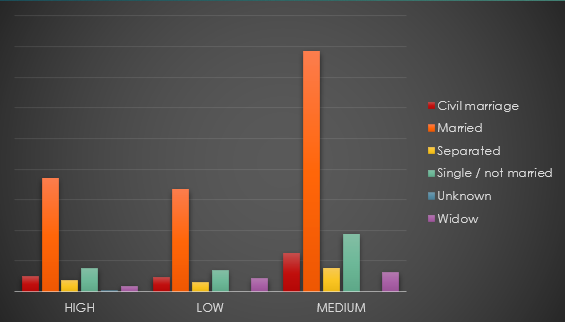 Civil marriage
Married
Separated
Single / not married
Unknown
Widow
HIGH LOW MEDIUM